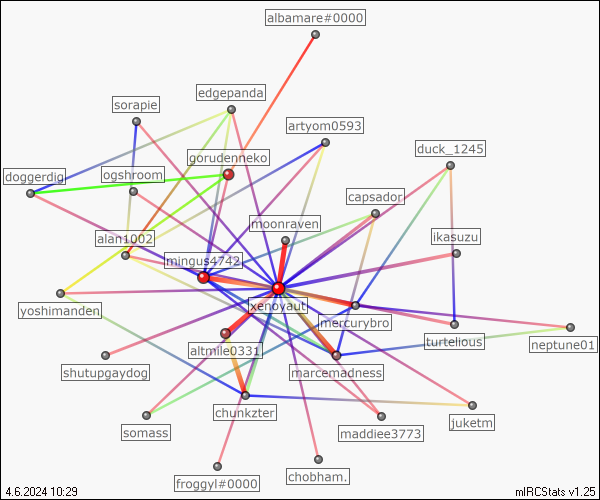 albamare#0000
edgepanda
sorapie
artyom0593
duck_1245
gorudenneko
doggerdig
ogshroom
capsador
moonraven
ikasuzu
alan1002
mingus4742
xenoyaut
yoshimanden
mercurybro
turtelious
neptune01
altmile0331
shutupgaydog
marcemadness
chunkzter
somass
maddiee3773
juketm
froggyl#0000
chobham.
4.6.2024 10:29
mIRCStats v1.25